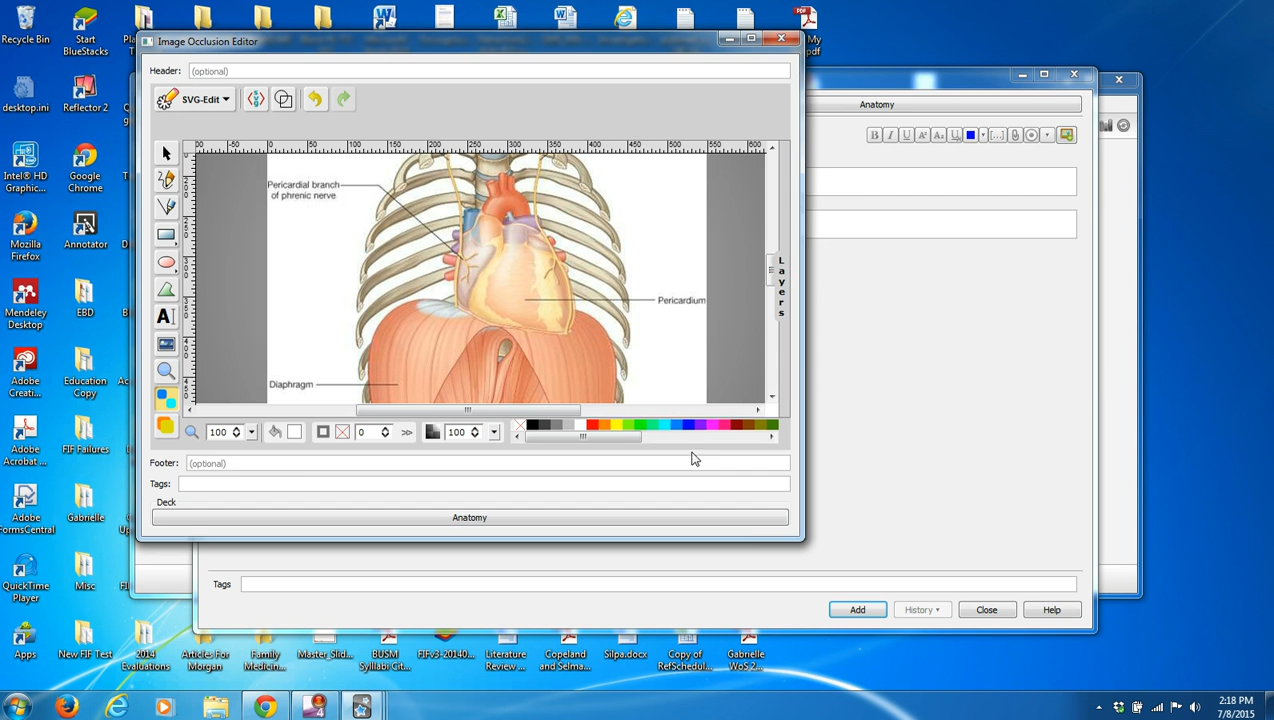 Recycle Bin
Start
BlueStacks
My
.pdf
Image Occlusion Editor
Header:
(optional)
Anatomy
SVG-Edit
desktop.ini
Reflector 2
Intel® HD
Graphic...
Google
Chrome
Mozilla
Firefox
Annotator
Mendeley
Desktop
EBD
Adobe
Creati...
Education
Copy
Adobe
Acrobat ...
FIF Failures
Adobe
FormsCentral
Gabrielle
QuickTime
Player
Misc
Pericardial branch
of phrenic nerve
Pericardium
Diaphragm
Layers
100
0
100
Footer:
(optional)
Tags:
Deck
Anatomy
Tags
Add
History
Close
Help
Apps
New FIF Test
2014
Evaluations
Articles For
Morgan
Family
Medicin...
Master_Slid...
BUSM
Sylllabi Git...
FIFv3-20140...
Literature
Review ...
Copeland
and Selma...
Silpa.docx
Copy of
RefSchedul...
Gabrielle
WoS 2...
2:18 PM
7/8/2015